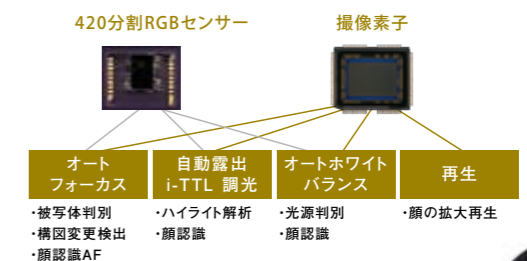 420分割RGBセンサー
撮像素子
オート
フォーカス
・被写体判別
・構図変更検出
・顔認識AF
自動露出
i-TTL 調光
・ハイライト解析
・顔認識
オートホワイト
バランス
・光源判別
・顔認識
再生
・顔の拡大再生